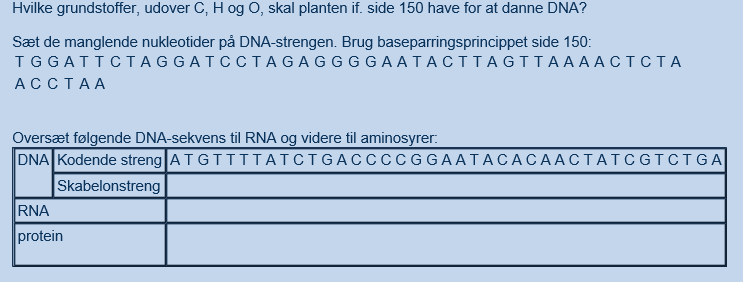 Hvilke grundstoffer, udover C, H og O, skal planten if. side 150 have for at danne DNA?
Sæt de manglende nukleotider på DNA-strengen. Brug baseparringsprincippet side 150:
T G G A T T C T A G G A T C C T A G A G G G G A A T A C T T A G T T A A A A C T C T A
A C C T A A
Oversæt følgende DNA-sekvens til RNA og videre til aminosyrer:
DNA Kodende streng A T G T T T T A T C T G A C C C C G G A A T A C A C A A C T A T C G T C T G A
Skabelonstreng
RNA
protein